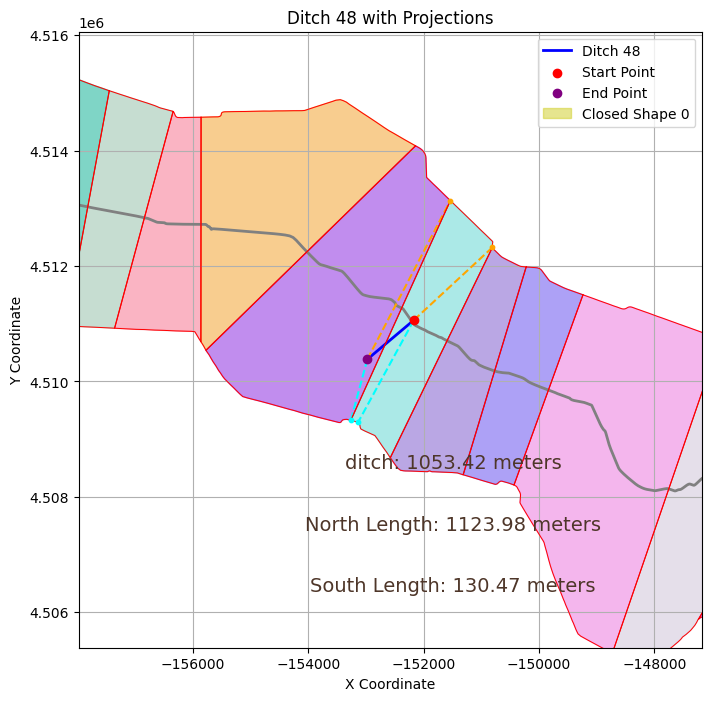 Ditch 48 with Projections
1e6
Ditch 48
Start Point
End Point
Closed Shape 0
4.516
4.514
4.512
4.510
4.508
4.506
Y Coordinate
ditch: 1053.42 meters
North Length: 1123.98 meters
South Length: 130.47 meters
−156000 −154000 −152000 −150000 −148000
X Coordinate